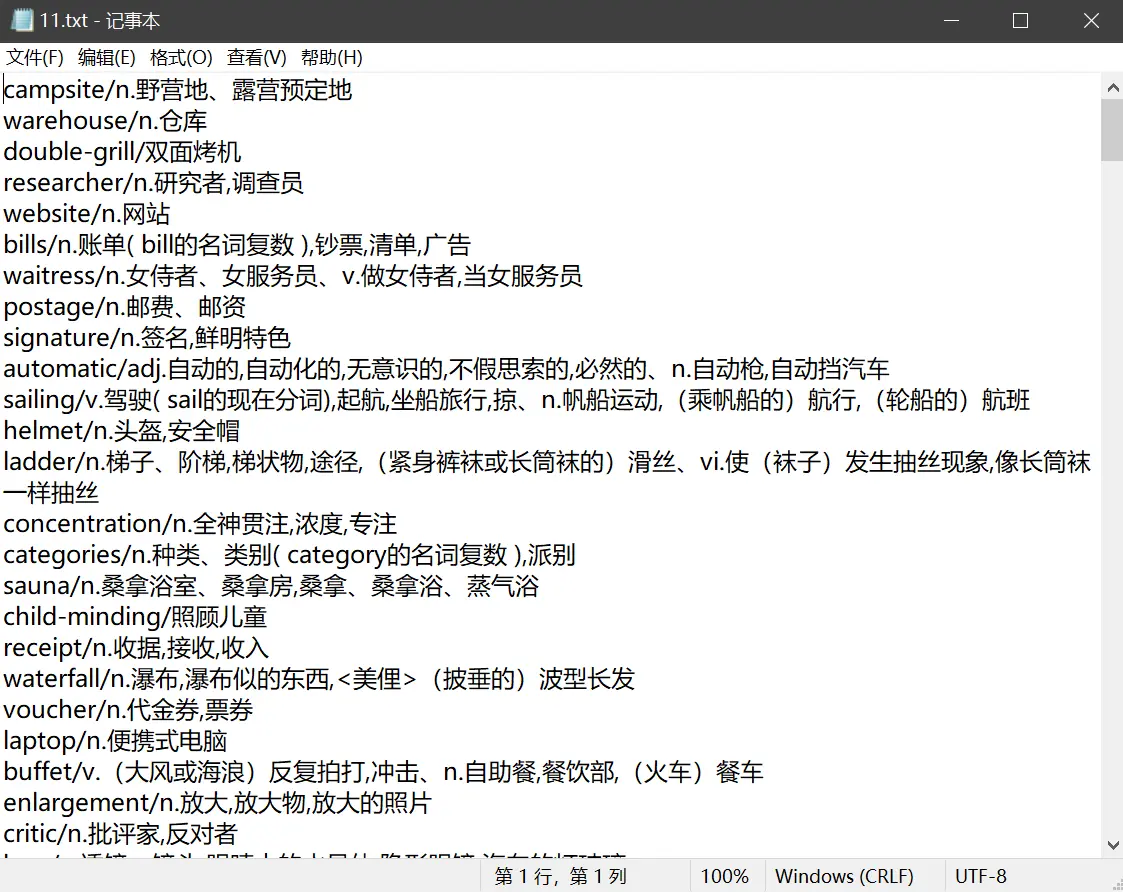 11.txt - 记事本
文件(F) 编辑(E) 格式(O) 查看(V) 帮助(H)
campsite/n.野营地、露营预定地
warehouse/n.仓库
double-grill/双面烤机
researcher/n.研究者,调查员
website/n.网站
bills/n.账单( bill的名词复数 ),钞票,清单,广告
waitress/n.女侍者、女服务员、v.做女侍者,当女服务员
postage/n.邮费、邮资
signature/n.签名,鲜明特色
automatic/adj.自动的,自动化的,无意识的,不假思索的,必然的、n.自动枪,自动挡汽车
sailing/v.驾驶( sail的现在分词),起航,坐船旅行,掠、n.帆船运动,（乘帆船的）航行,（轮船的）航班
helmet/n.头盔,安全帽
ladder/n.梯子、阶梯,梯状物,途径,（紧身裤袜或长筒袜的）滑丝、vi.使（袜子）发生抽丝现象,像长筒袜
一样抽丝
concentration/n.全神贯注,浓度,专注
categories/n.种类、类别( category的名词复数 ),派别
sauna/n.桑拿浴室、桑拿房,桑拿、桑拿浴、蒸气浴
child-minding/照顾儿童
receipt/n.收据,接收,收入
waterfall/n.瀑布,瀑布似的东西,<美俚>（披垂的）波型长发
voucher/n.代金券,票券
laptop/n.便携式电脑
buffet/v.（大风或海浪）反复拍打,冲击、n.自助餐,餐饮部,（火车）餐车
enlargement/n.放大,放大物,放大的照片
critic/n.批评家,反对者
第 1 行，第 1 列 100% Windows (CRLF) UTF-8